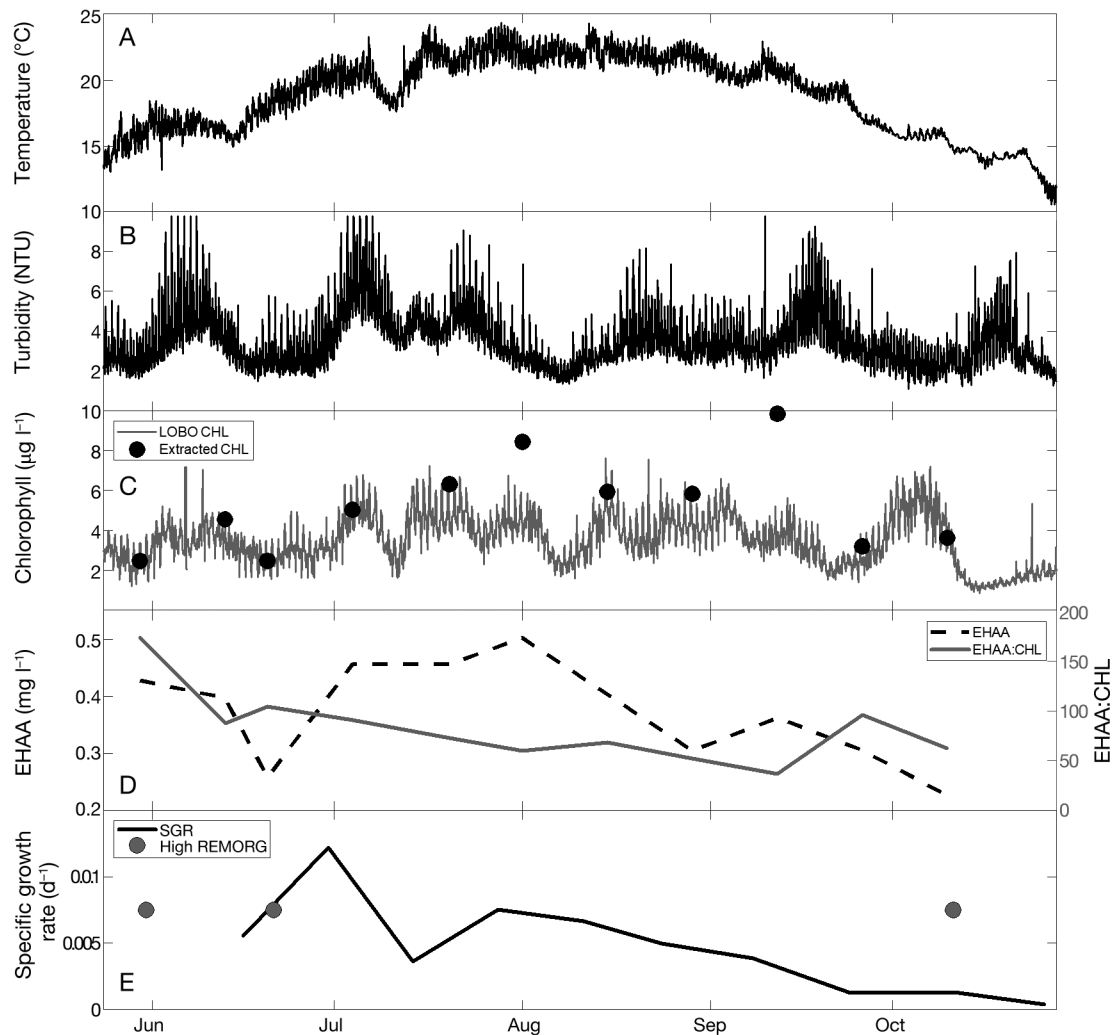 25
A
20
15
Temperature (°C)
10
B
8
6
4
2
Turbidity (NTU)
10
LOBO CHL
Extracted CHL
8
C
6
4
2
Chlorophyll (µg l⁻¹)
200
0.5
EHAA
EHAA:CHL
150
0.4
100
0.3
50
D
0.2
0
EHAA (mg l⁻¹)
EHAA:CHL
SGR
High REMORG
0.01
0.005
E
0
Specific growth
rate (d⁻¹)
Jun Jul Aug Sep Oct